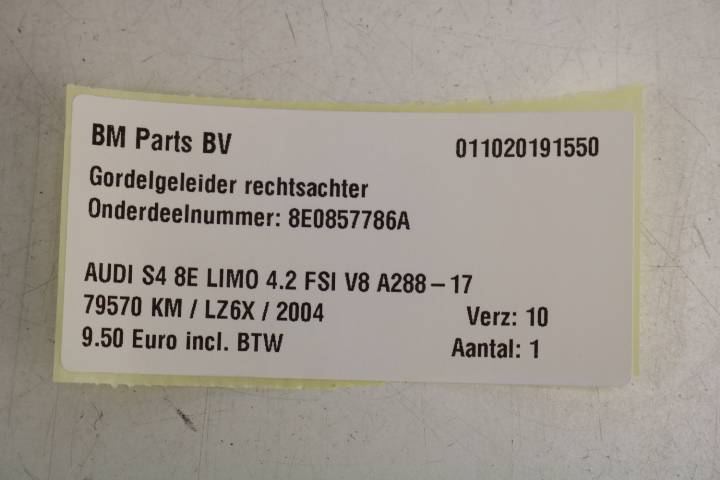 BM Parts BV 011020191550
Gordelgeleider rechtsachter
Onderdeelnummer: 8E0857786A
AUDI S4 8E LIMO 4.2 FSI V8 A288-17
79570 KM / LZ6X / 2004 Verz: 10
9.50 Euro incl. BTW Aantal: 1